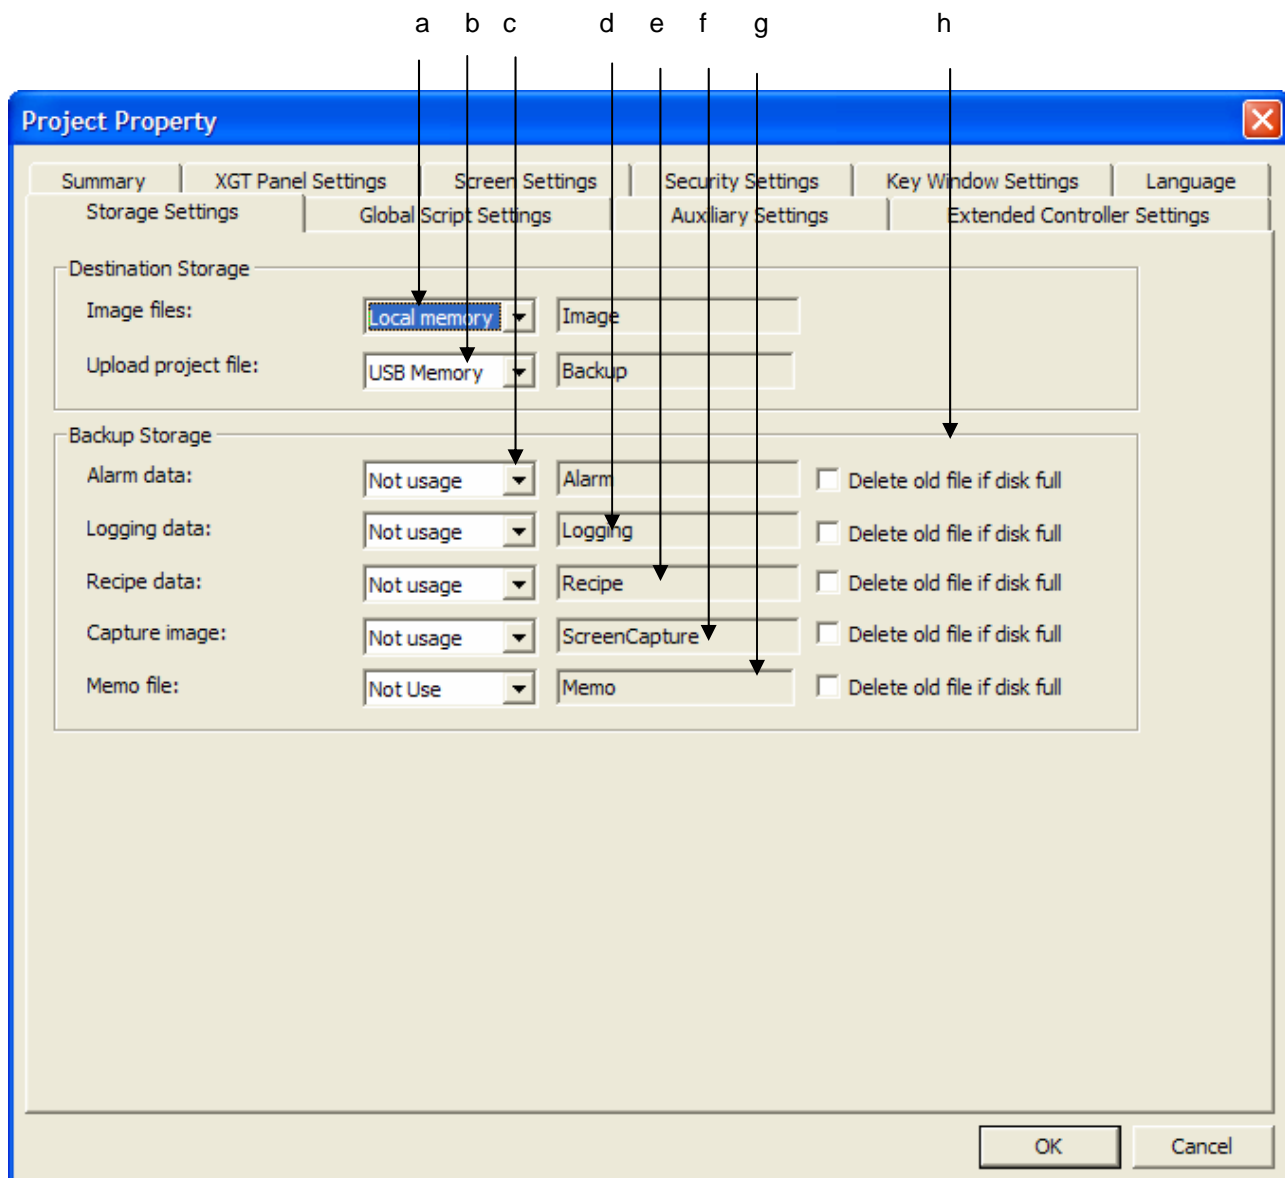 a b c d e f g h
Project Property
Summary XGT Panel Settings Screen Settings Security Settings Key Window Settings Language
Storage Settings Global Script Settings Auxiliary Settings Extended Controller Settings
Destination Storage
Image files: Local memory Image
Upload project file: USB Memory Backup
Backup Storage
Alarm data: Not usage Alarm Delete old file if disk full
Logging data: Not usage Logging Delete old file if disk full
Recipe data: Not usage Recipe Delete old file if disk full
Capture image: Not usage ScreenCapture Delete old file if disk full
Memo file: Not Use Memo Delete old file if disk full
OK Cancel